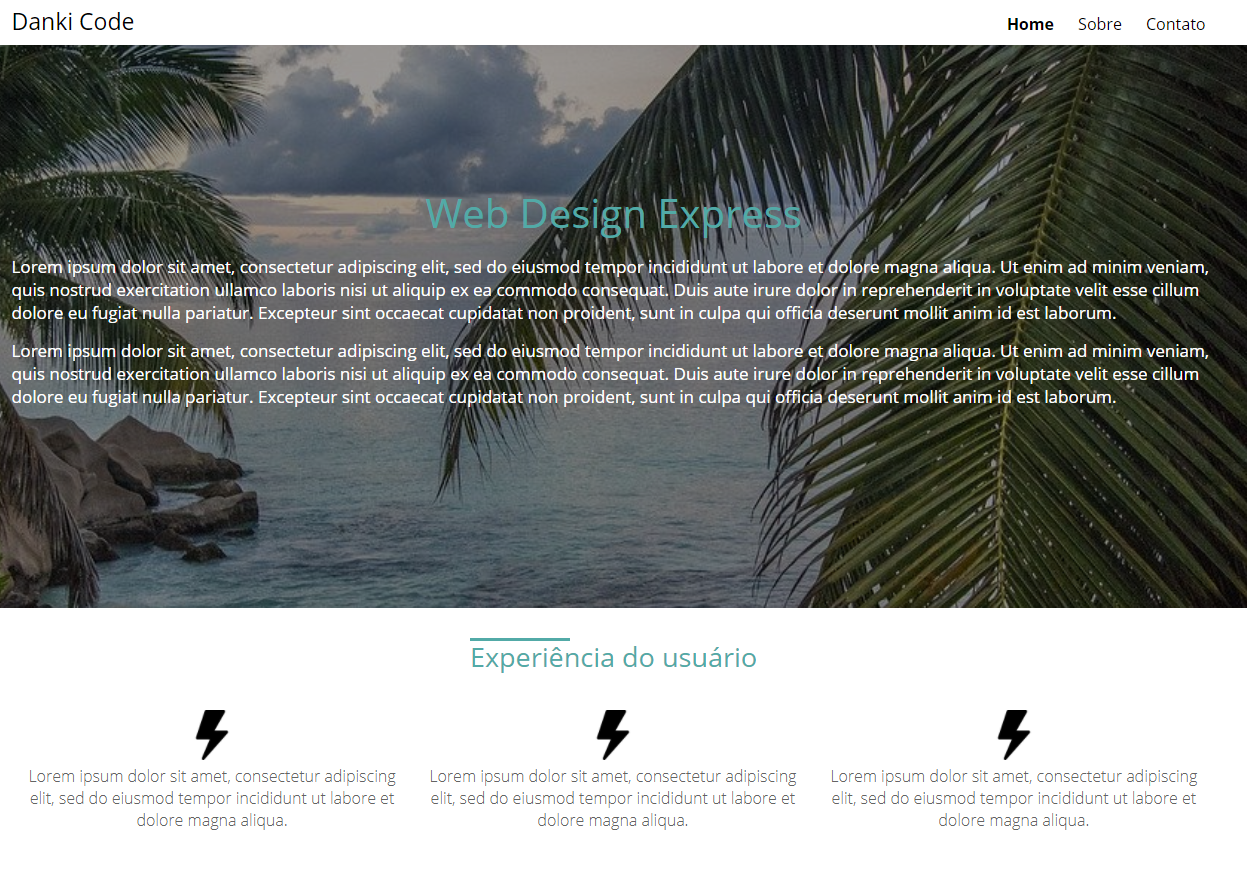 Danki Code
Home Sobre Contato
Web Design Express
Lorem ipsum dolor sit amet, consectetur adipiscing elit, sed do eiusmod tempor incididunt ut labore et dolore magna aliqua. Ut enim ad minim veniam,
quis nostrud exercitation ullamco laboris nisi ut aliquip ex ea commodo consequat. Duis aute irure dolor in reprehenderit in voluptate velit esse cillum
dolore eu fugiat nulla pariatur. Excepteur sint occaecat cupidatat non proident, sunt in culpa qui officia deserunt mollit anim id est laborum.
Lorem ipsum dolor sit amet, consectetur adipiscing elit, sed do eiusmod tempor incididunt ut labore et dolore magna aliqua. Ut enim ad minim veniam,
quis nostrud exercitation ullamco laboris nisi ut aliquip ex ea commodo consequat. Duis aute irure dolor in reprehenderit in voluptate velit esse cillum
dolore eu fugiat nulla pariatur. Excepteur sint occaecat cupidatat non proident, sunt in culpa qui officia deserunt mollit anim id est laborum.
Experiência do usuário
Lorem ipsum dolor sit amet, consectetur adipiscing
elit, sed do eiusmod tempor incididunt ut labore et
dolore magna aliqua.
Lorem ipsum dolor sit amet, consectetur adipiscing
elit, sed do eiusmod tempor incididunt ut labore et
dolore magna aliqua.
Lorem ipsum dolor sit amet, consectetur adipiscing
elit, sed do eiusmod tempor incididunt ut labore et
dolore magna aliqua.